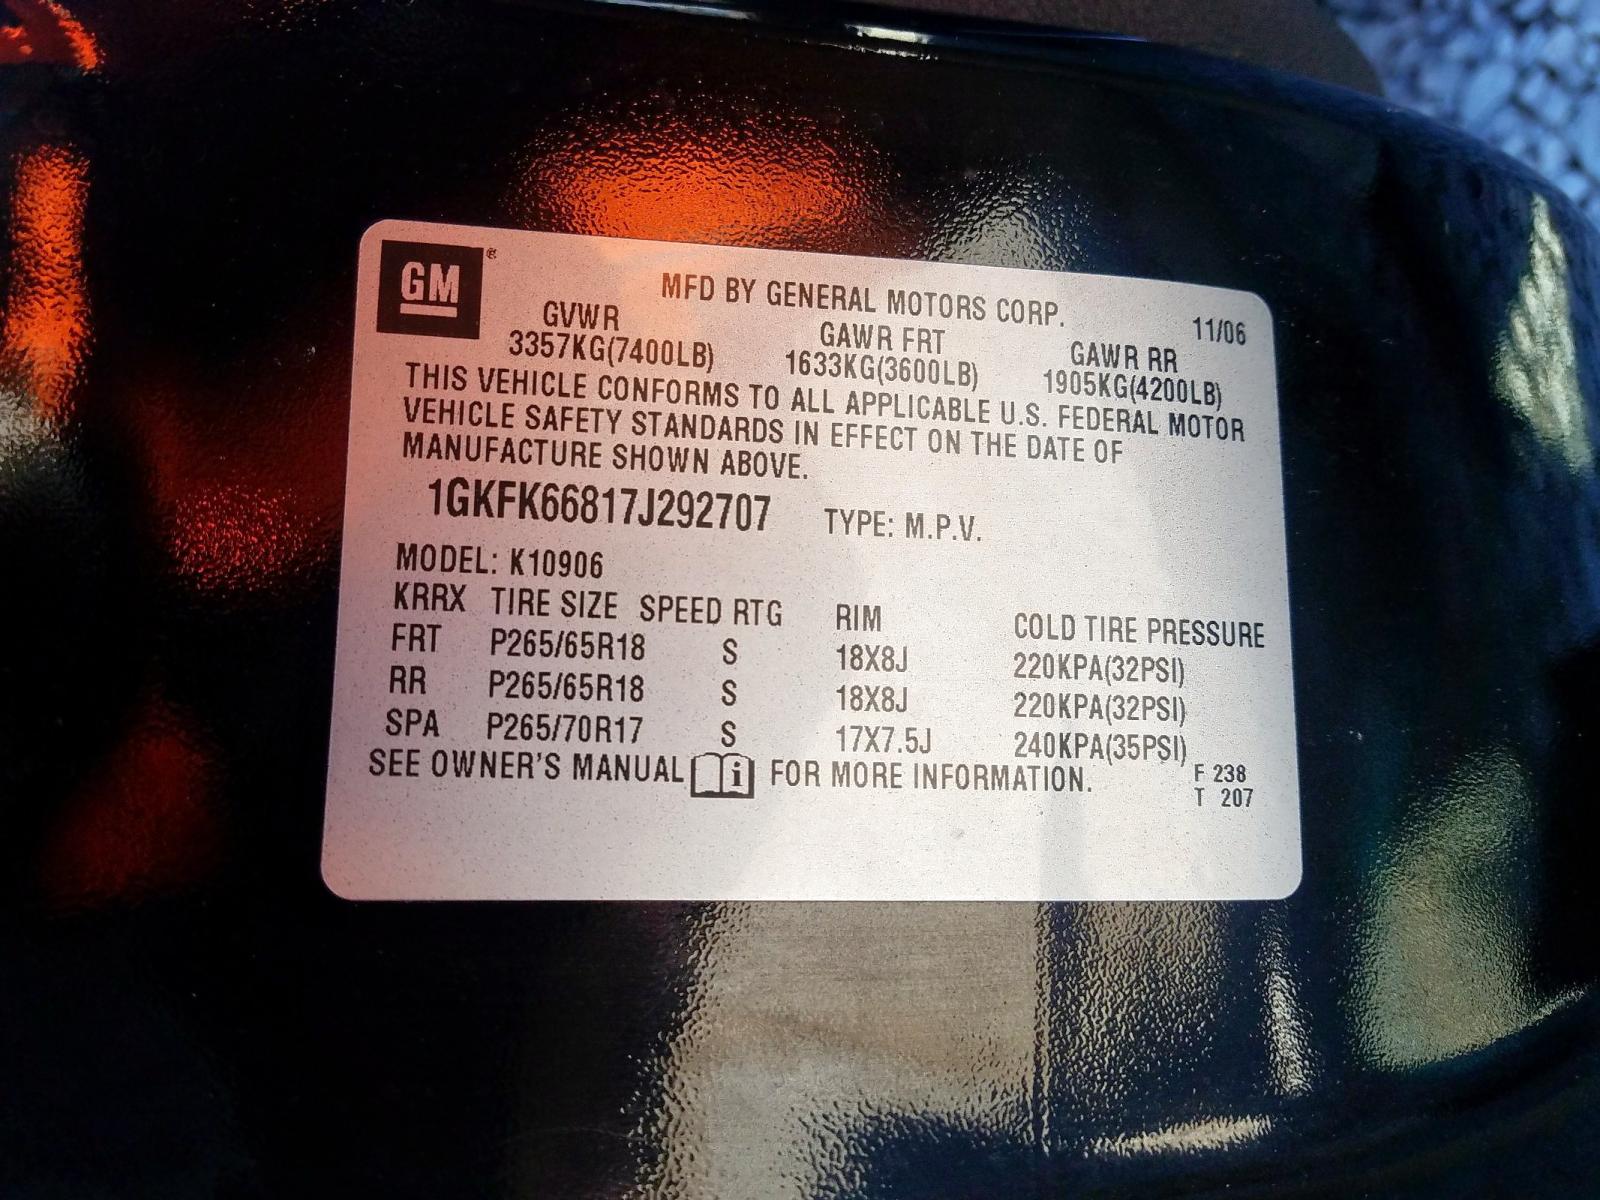 GM®
MFD BY GENERAL MOTORS CORP.
11/06
GVWR GAWR FRT GAWR RR
3357KG(7400LB) 1633KG(3600LB) 1905KG(4200LB)
THIS VEHICLE CONFORMS TO ALL APPLICABLE U.S. FEDERAL MOTOR
VEHICLE SAFETY STANDARDS IN EFFECT ON THE DATE OF
MANUFACTURE SHOWN ABOVE.
1GKFK66817J292707 TYPE: M.P.V.
MODEL: K10906
KRRX TIRE SIZE SPEED RTG RIM COLD TIRE PRESSURE
FRT P265/65R18 S 18X8J 220KPA(32PSI)
RR P265/65R18 S 18X8J 220KPA(32PSI)
SPA P265/70R17 S 17X7.5J 240KPA(35PSI)
SEE OWNER'S MANUAL i FOR MORE INFORMATION.
F 238
T 207